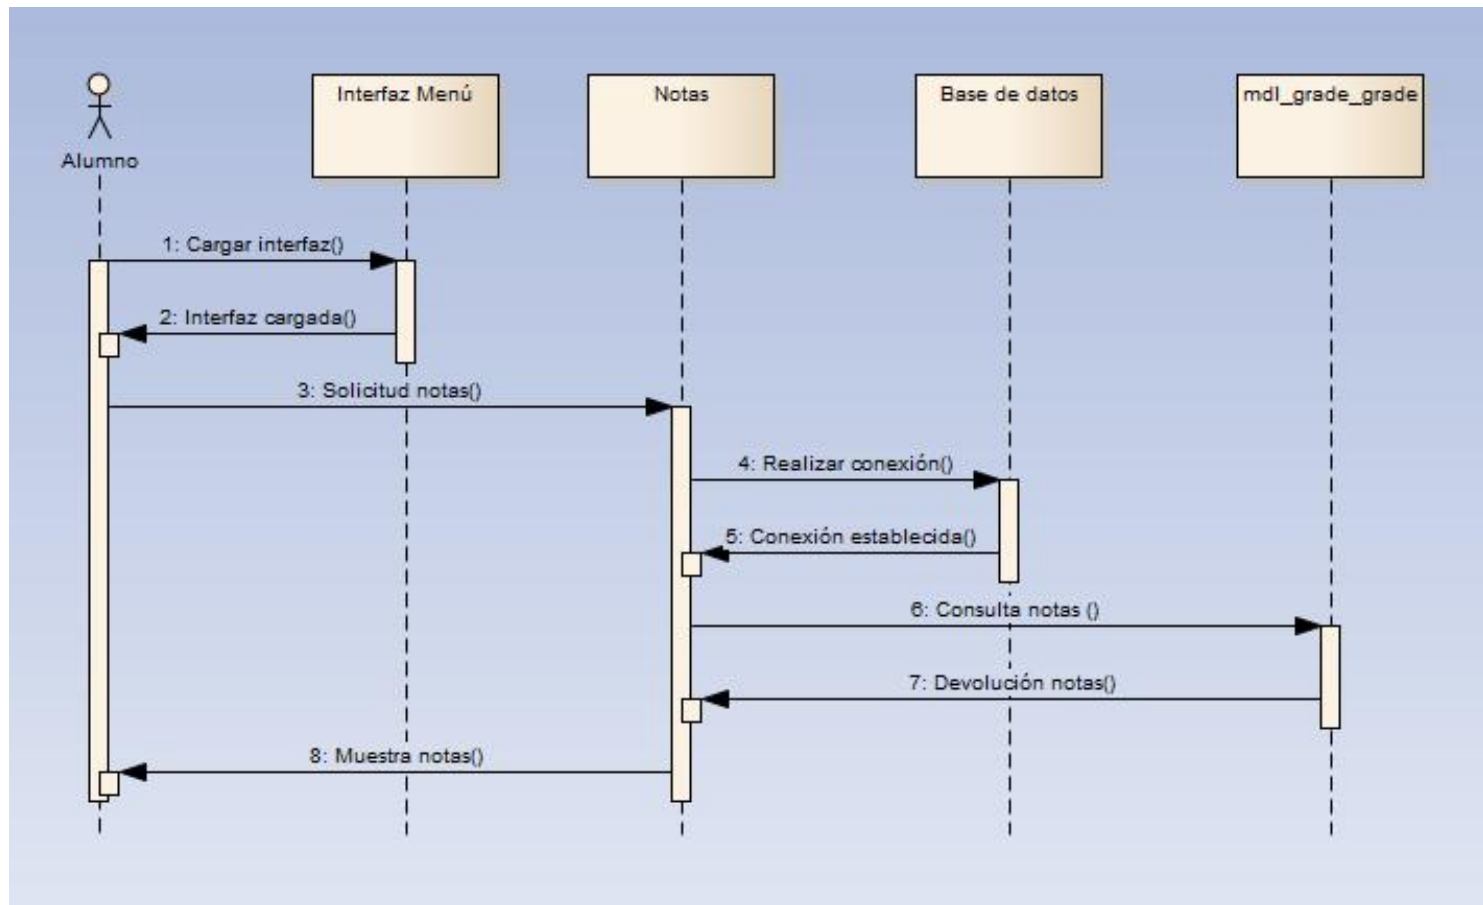 Interfaz Menú
Notas
Base de datos
mdl_grade_grade
Alumno
1: Cargar interfaz()
2: Interfaz cargada()
3: Solicitud notas()
4: Realizar conexión()
5: Conexión establecida()
6: Consulta notas ()
7: Devolución notas()
8: Muestra notas()